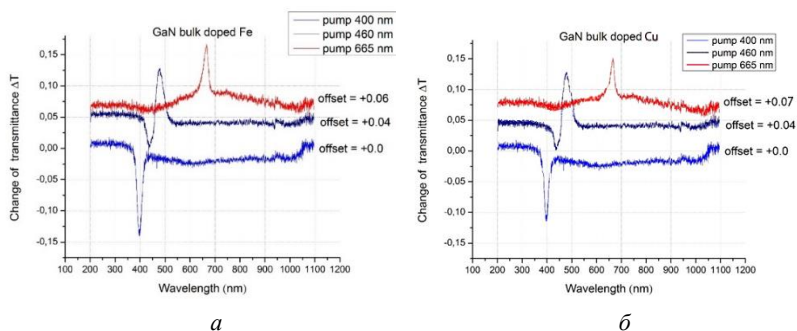 GaN bulk doped Fe
pump 400 nm
pump 460 nm
pump 665 nm
0,15
0,10
0,05
0,00
-0,05
-0,10
-0,15
Change of transmittance ΔT
offset = +0.06
offset = +0.04
offset = +0.0
100 200 300 400 500 600 700 800 900 1000 1100 1200
Wavelength (nm)
а
GaN bulk doped Cu
pump 400 nm
pump 460 nm
pump 665 nm
0,15
0,10
0,05
0,00
-0,05
-0,10
-0,15
Change of transmittance ΔT
offset = +0.07
offset = +0.04
offset = +0.0
100 200 300 400 500 600 700 800 900 1000 1100 1200
Wavelength (nm)
б